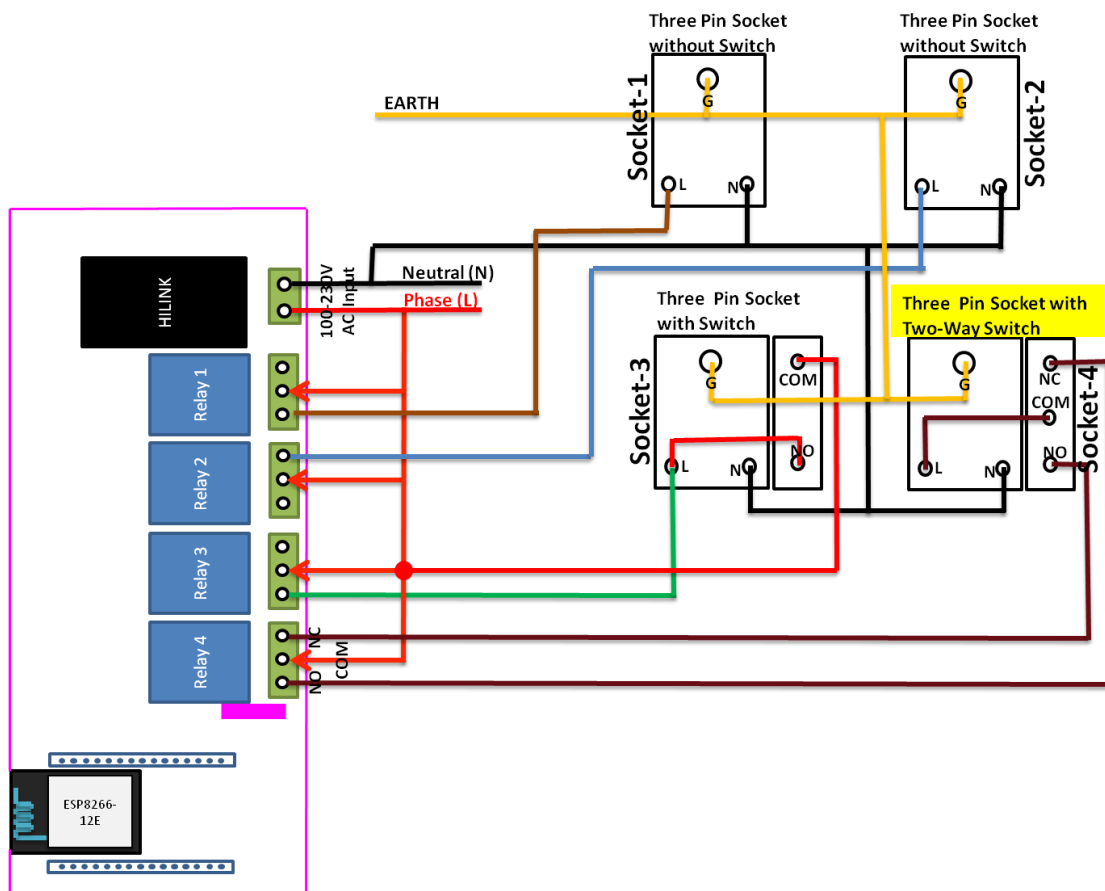 Three Pin Socket
without Switch
Three Pin Socket
without Switch
EARTH
G
G
Socket-1
Socket-2
L
N
L
N
HILINK
100-230V
AC Input
Neutral (N)
Phase (L)
Three Pin Socket
with Switch
Three Pin Socket with
Two-Way Switch
Relay 1
Socket-3
G
COM
G
NC
COM
Socket-4
Relay 2
L
N
NO
L
N
NO
Relay 3
Relay 4
NC
COM
NO
ESP8266-
12E